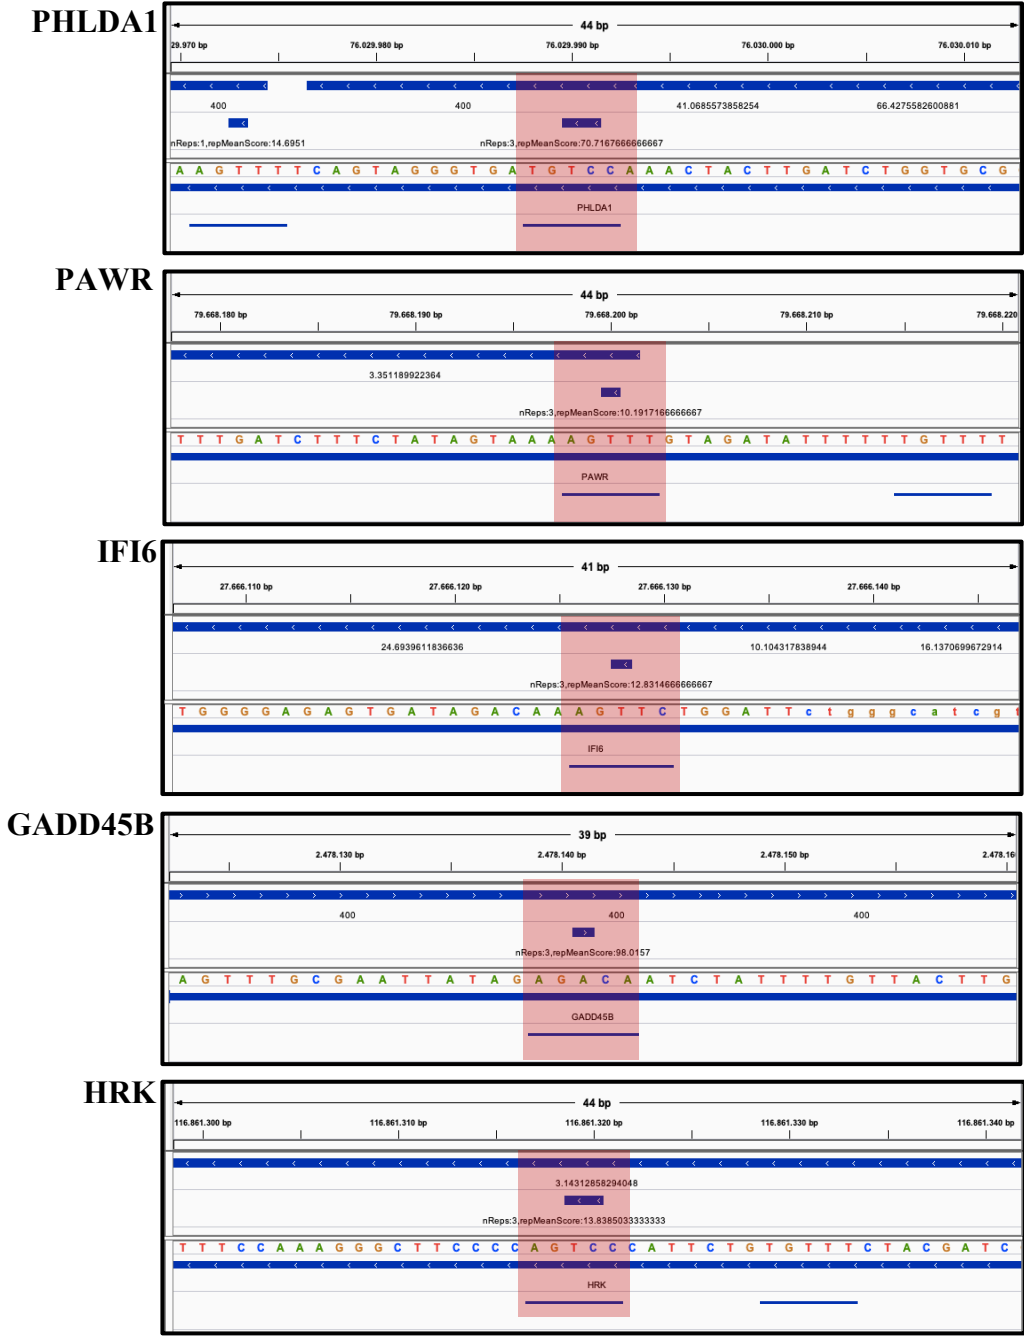 PHLDA1
44 bp
29.970 bp 76.029.980 bp 76.029.990 bp 76.030.000 bp 76.030.010 bp
400 400 41.0685573858254 66.4275582600881
nReps:1,repMeanScore:14.6951 nReps:3,repMeanScore:70.7167666666667
A A G T T T T C A G T A G G G T G A T G T C C A A A C T A C T T G A T C T G G T G C G
PHLDA1
PAWR
44 bp
79.668.180 bp 79.668.190 bp 79.668.200 bp 79.668.210 bp 79.668.220
3.351189922364
nReps:3,repMeanScore:10.1917166666667
T T T G A T C T T T C T A T A G T A A A A G T T T G T A G A T A T T T T T T G T T T T
PAWR
IFI6
41 bp
27.666.110 bp 27.666.120 bp 27.666.130 bp 27.666.140 bp
24.6939611836636 10.104317838944 16.1370699672914
nReps:3,repMeanScore:12.8314666666667
T G G G G A G A G T G A T A G A C A A A G T T C T G G A T T c t g g g c a t c g t
IFI6
GADD45B
39 bp
2.478.130 bp 2.478.140 bp 2.478.150 bp 2.478.16
400 400 400
nReps:3,repMeanScore:98.0157
A G T T T G C G A A T T A T A G A G A C A A T C T A T T T T G T T A C T T G
GADD45B
HRK
44 bp
116.861.300 bp 116.861.310 bp 116.861.320 bp 116.861.330 bp 116.861.340 bp
3.14312858294048
nReps:3,repMeanScore:13.8385033333333
T T T C C A A A G G G C T T C C C C A G T C C C A T T C T G T G T T T C T A C G A T C
HRK